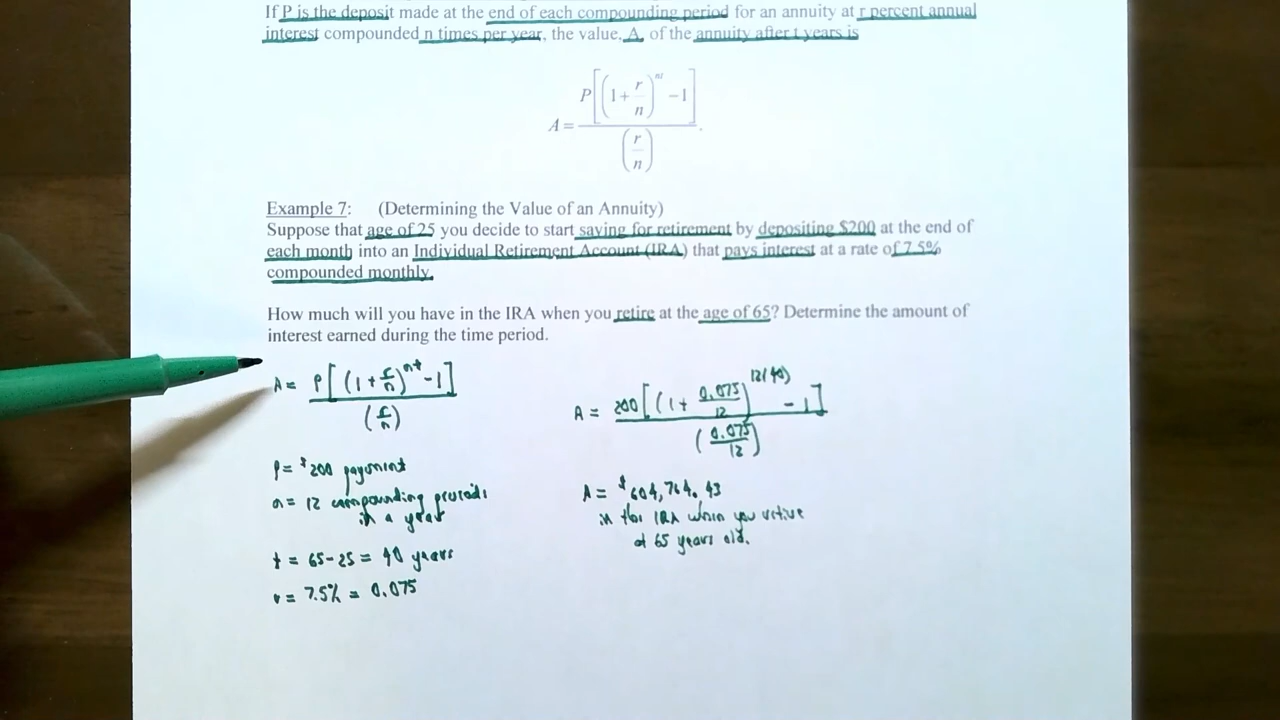 If P is the deposit made at the end of each compounding period for an annuity at r percent annual
interest compounded n times per year, the value, A, of the annuity after t years is
A = P[(1 + r/n)^nt − 1] / (r/n).
Example 7: (Determining the Value of an Annuity)
Suppose that age of 25 you decide to start saving for retirement by depositing $200 at the end of
each month into an Individual Retirement Account (IRA) that pays interest at a rate of 7.5%
compounded monthly.
How much will you have in the IRA when you retire at the age of 65? Determine the amount of
interest earned during the time period.
A = P[(1 + r/n)^nt - 1] / (r/n)
P = $200 payment
n = 12 compounding periods
in a year
t = 65-25 = 40 years
r = 7.5% = 0.075
A = 200[(1 + 0.075/12)^12(40) - 1] / (0.075/12)
A = $604,764.43
in the IRA when you retire
at 65 years old.